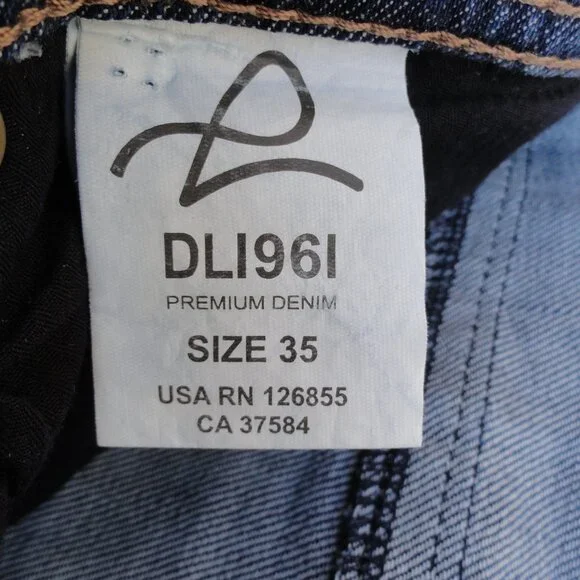 DLI96I
PREMIUM DENIM
SIZE 35
USA RN 126855
CA 37584